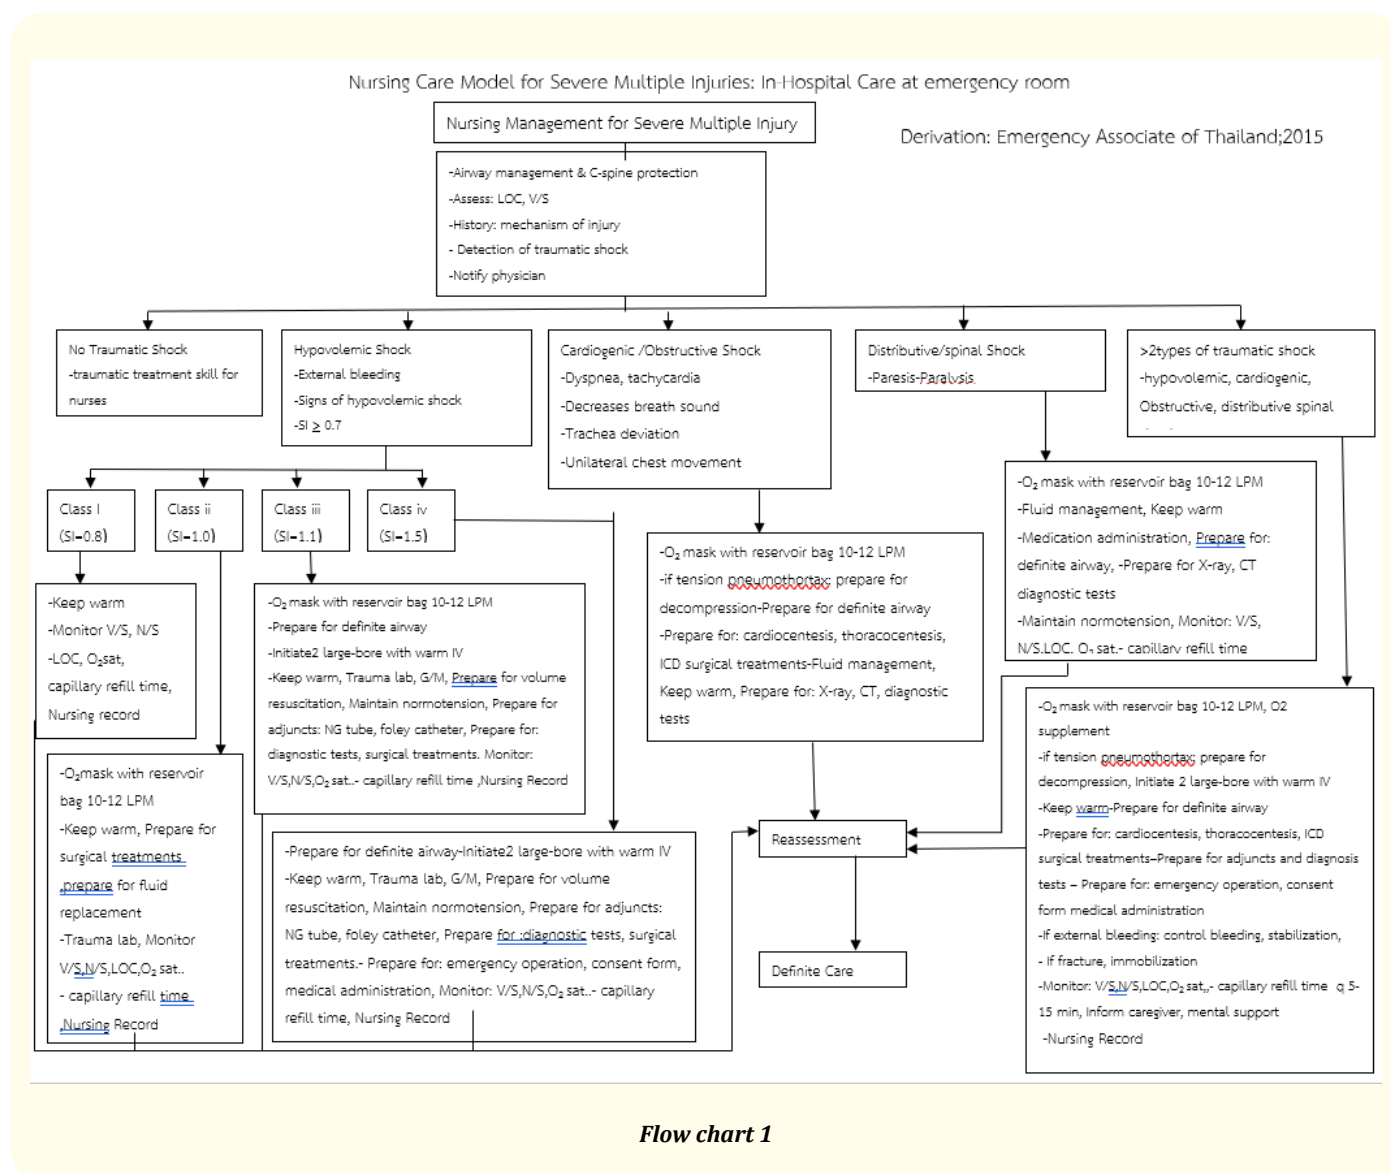 Nursing Care Model for Severe Multiple Injuries: In-Hospital Care at emergency room
Nursing Management for Severe Multiple Injury
Derivation: Emergency Associate of Thailand;2015
-Airway management & C-spine protection
-Assess: LOC, V/S
-History: mechanism of injury
- Detection of traumatic shock
-Notify physician
No Traumatic Shock
-traumatic treatment skill for
nurses
Hypovolemic Shock
-External bleeding
-Signs of hypovolemic shock
-SI ≥ 0.7
Cardiogenic /Obstructive Shock
-Dyspnea, tachycardia
-Decreases breath sound
-Trachea deviation
-Unilateral chest movement
Distributive/spinal Shock
-Paresis-Paralysis
>2types of traumatic shock
-hypovolemic, cardiogenic,
Obstructive, distributive spinal
Class I
(SI=0.8)
Class ii
(SI=1.0)
Class iii
(SI=1.1)
Class iv
(SI=1.5)
-Keep warm
-Monitor V/S, N/S
-LOC, O₂sat,
capillary refill time,
Nursing record
-O₂mask with reservoir
bag 10-12 LPM
-Keep warm, Prepare for
surgical treatments
,prepare for fluid
replacement
-Trauma lab, Monitor
V/S,N/S,LOC,O₂ sat..
- capillary refill time
,Nursing Record
-O₂ mask with reservoir bag 10-12 LPM
-Prepare for definite airway
-Initiate2 large-bore with warm IV
-Keep warm, Trauma lab, G/M, Prepare for volume
resuscitation, Maintain normotension, Prepare for
adjuncts: NG tube, foley catheter, Prepare for:
diagnostic tests, surgical treatments. Monitor:
V/S,N/S,O₂ sat..- capillary refill time ,Nursing Record
-Prepare for definite airway-Initiate2 large-bore with warm IV
-Keep warm, Trauma lab, G/M, Prepare for volume
resuscitation, Maintain normotension, Prepare for adjuncts:
NG tube, foley catheter, Prepare for :diagnostic tests, surgical
treatments.- Prepare for: emergency operation, consent form,
medical administration, Monitor: V/S,N/S,O₂ sat..- capillary
refill time, Nursing Record
-O₂ mask with reservoir bag 10-12 LPM
-if tension pneumothortax: prepare for
decompression-Prepare for definite airway
-Prepare for: cardiocentesis, thoracocentesis,
ICD surgical treatments-Fluid management,
Keep warm, Prepare for: X-ray, CT, diagnostic
tests
-O₂ mask with reservoir bag 10-12 LPM
-Fluid management, Keep warm
-Medication administration, Prepare for:
definite airway, -Prepare for X-ray, CT
diagnostic tests
-Maintain normotension, Monitor: V/S,
N/S.LOC. O₂ sat.- capillary refill time
-O₂ mask with reservoir bag 10-12 LPM, O2
supplement
-if tension pneumothortax: prepare for
decompression, Initiate 2 large-bore with warm IV
-Keep warm-Prepare for definite airway
-Prepare for: cardiocentesis, thoracocentesis, ICD
surgical treatments–Prepare for adjuncts and diagnosis
tests – Prepare for: emergency operation, consent
form medical administration
-If external bleeding: control bleeding, stabilization,
- If fracture, immobilization
-Monitor: V/S,N/S,LOC,O₂ sat,,- capillary refill time q 5-
15 min, Inform caregiver, mental support
-Nursing Record
Reassessment
Definite Care
Flow chart 1